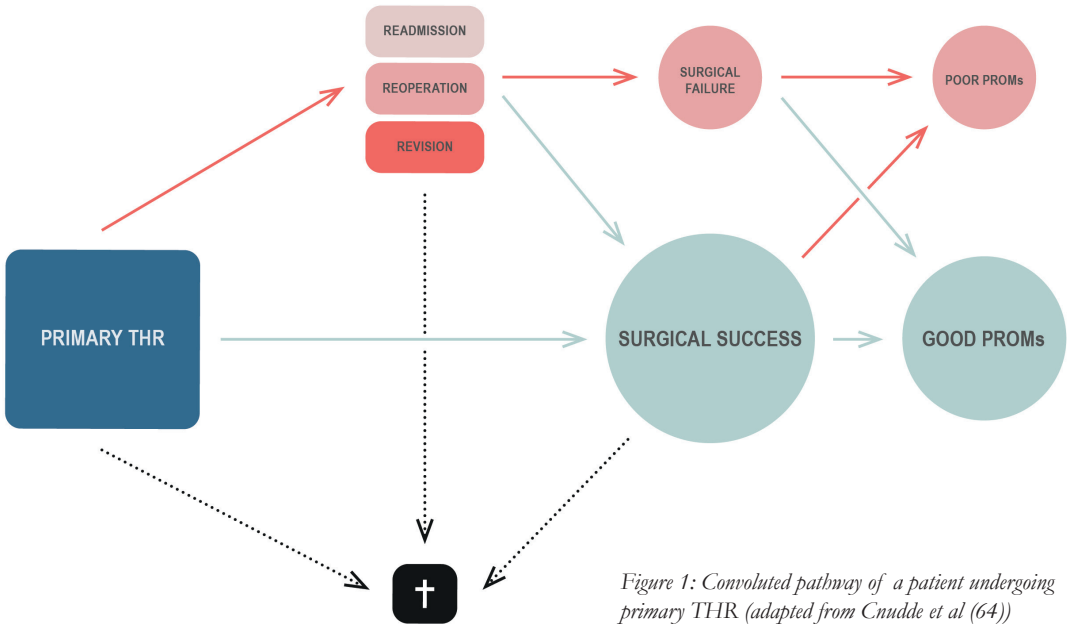 READMISSION
REOPERATION
REVISION
SURGICAL
FAILURE
POOR PROMs
PRIMARY THR
SURGICAL SUCCESS
GOOD PROMs
Figure 1: Convoluted pathway of a patient undergoing
primary THR (adapted from Cnudde et al (64))